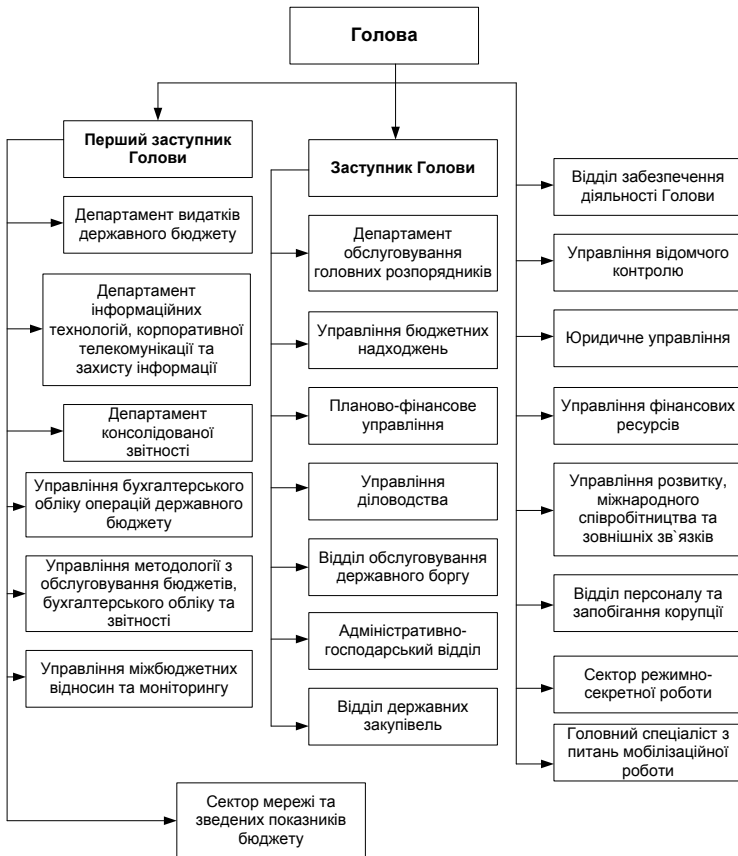 Голова
Перший заступник
Голови
Департамент видатків
державного бюджету
Департамент
інформаційних
технологій, корпоративної
телекомунікації та
захисту інформації
Департамент
консолідованої
звітності
Управління бухгалтерського
обліку операцій державного
бюджету
Управління методології з
обслуговування бюджетів,
бухгалтерського обліку та
звітності
Управління міжбюджетних
відносин та моніторингу
Сектор мережі та
зведених показників
бюджету
Заступник Голови
Департамент
обслуговування
головних розпорядників
Управління бюджетних
надходжень
Планово-фінансове
управління
Управління
діловодства
Відділ обслуговування
державного боргу
Адміністративно-
господарський відділ
Відділ державних
закупівель
Відділ забезпечення
діяльності Голови
Управління відомчого
контролю
Юридичне управління
Управління фінансових
ресурсів
Управління розвитку,
міжнародного
співробітництва та
зовнішніх зв`язків
Відділ персоналу та
запобігання корупції
Сектор режимно-
секретної роботи
Головний спеціаліст з
питань мобілізаційної
роботи